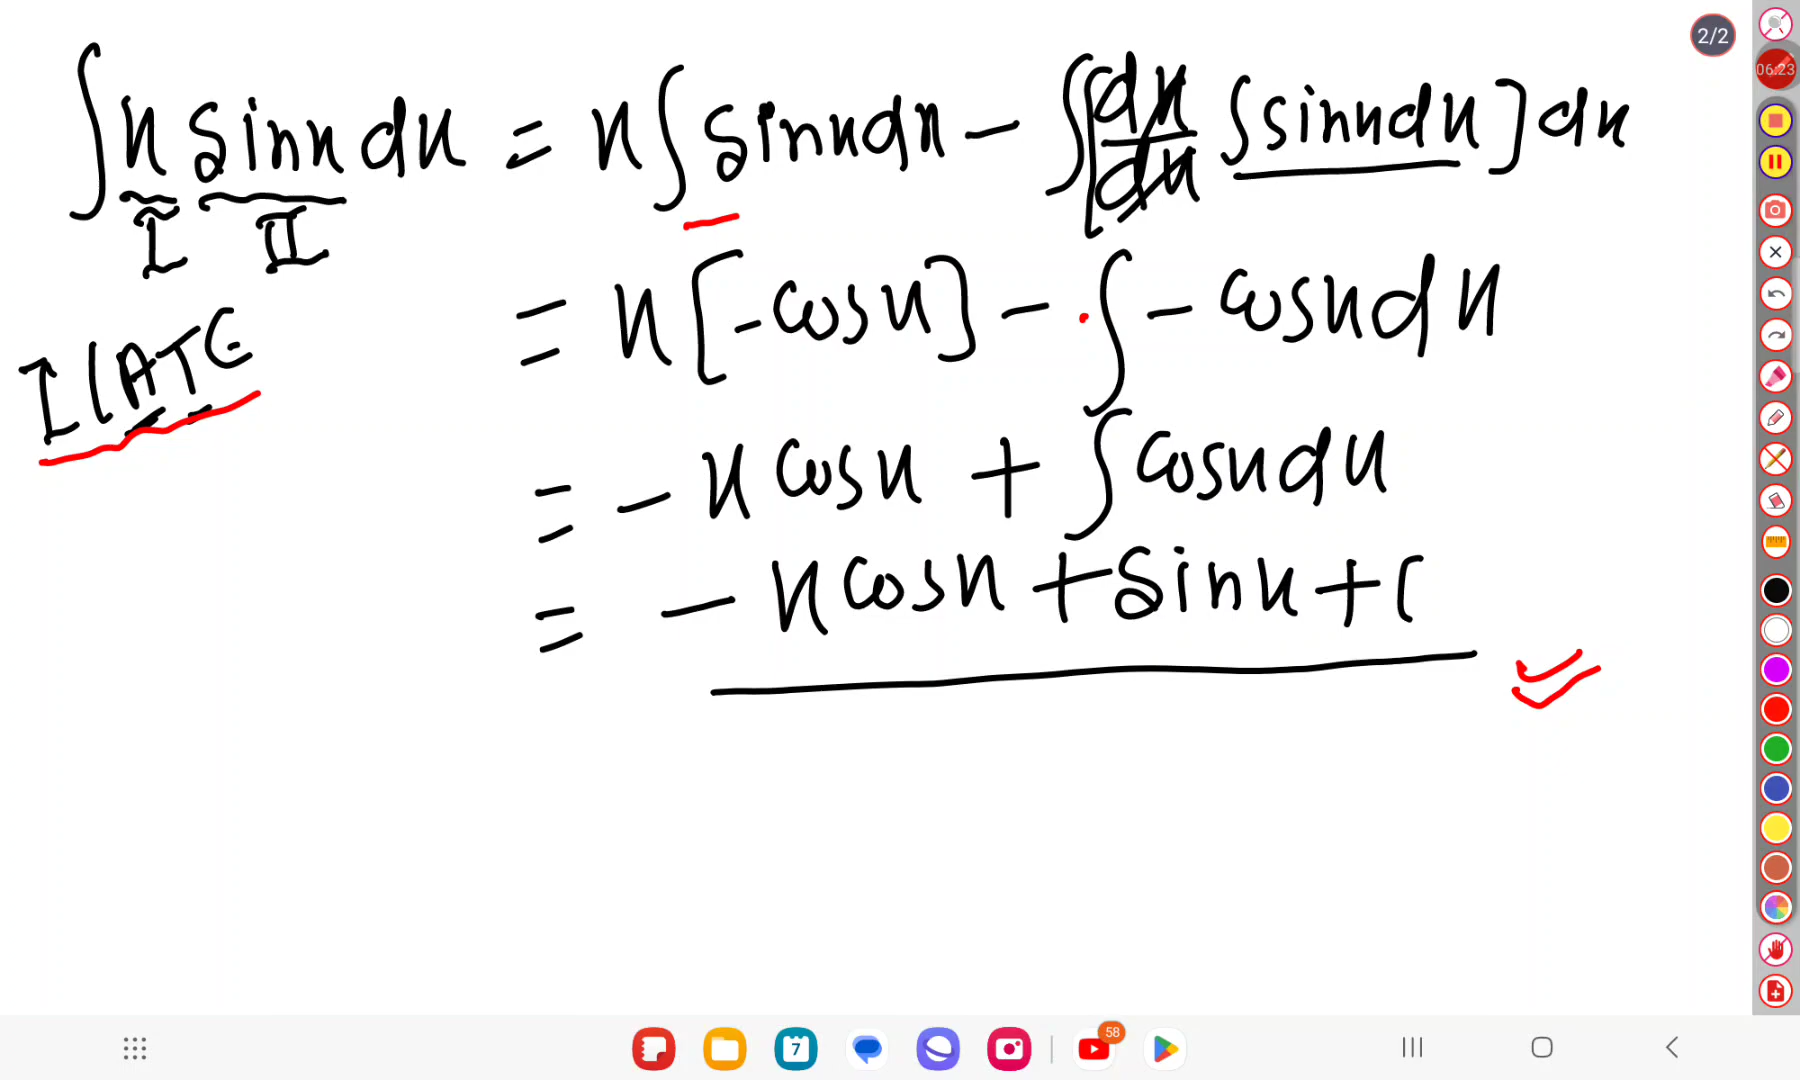 2/2
06:23
∫ x sinx dx = x ∫ sinx dx − ∫ [ dx/dx ∫ sinx dx ] dx
I II
= x [ -cosx ] − ∫ − cosx dx
ILATE
= − x cosx + ∫ cosx dx
= − x cosx + sinx + C
7
58